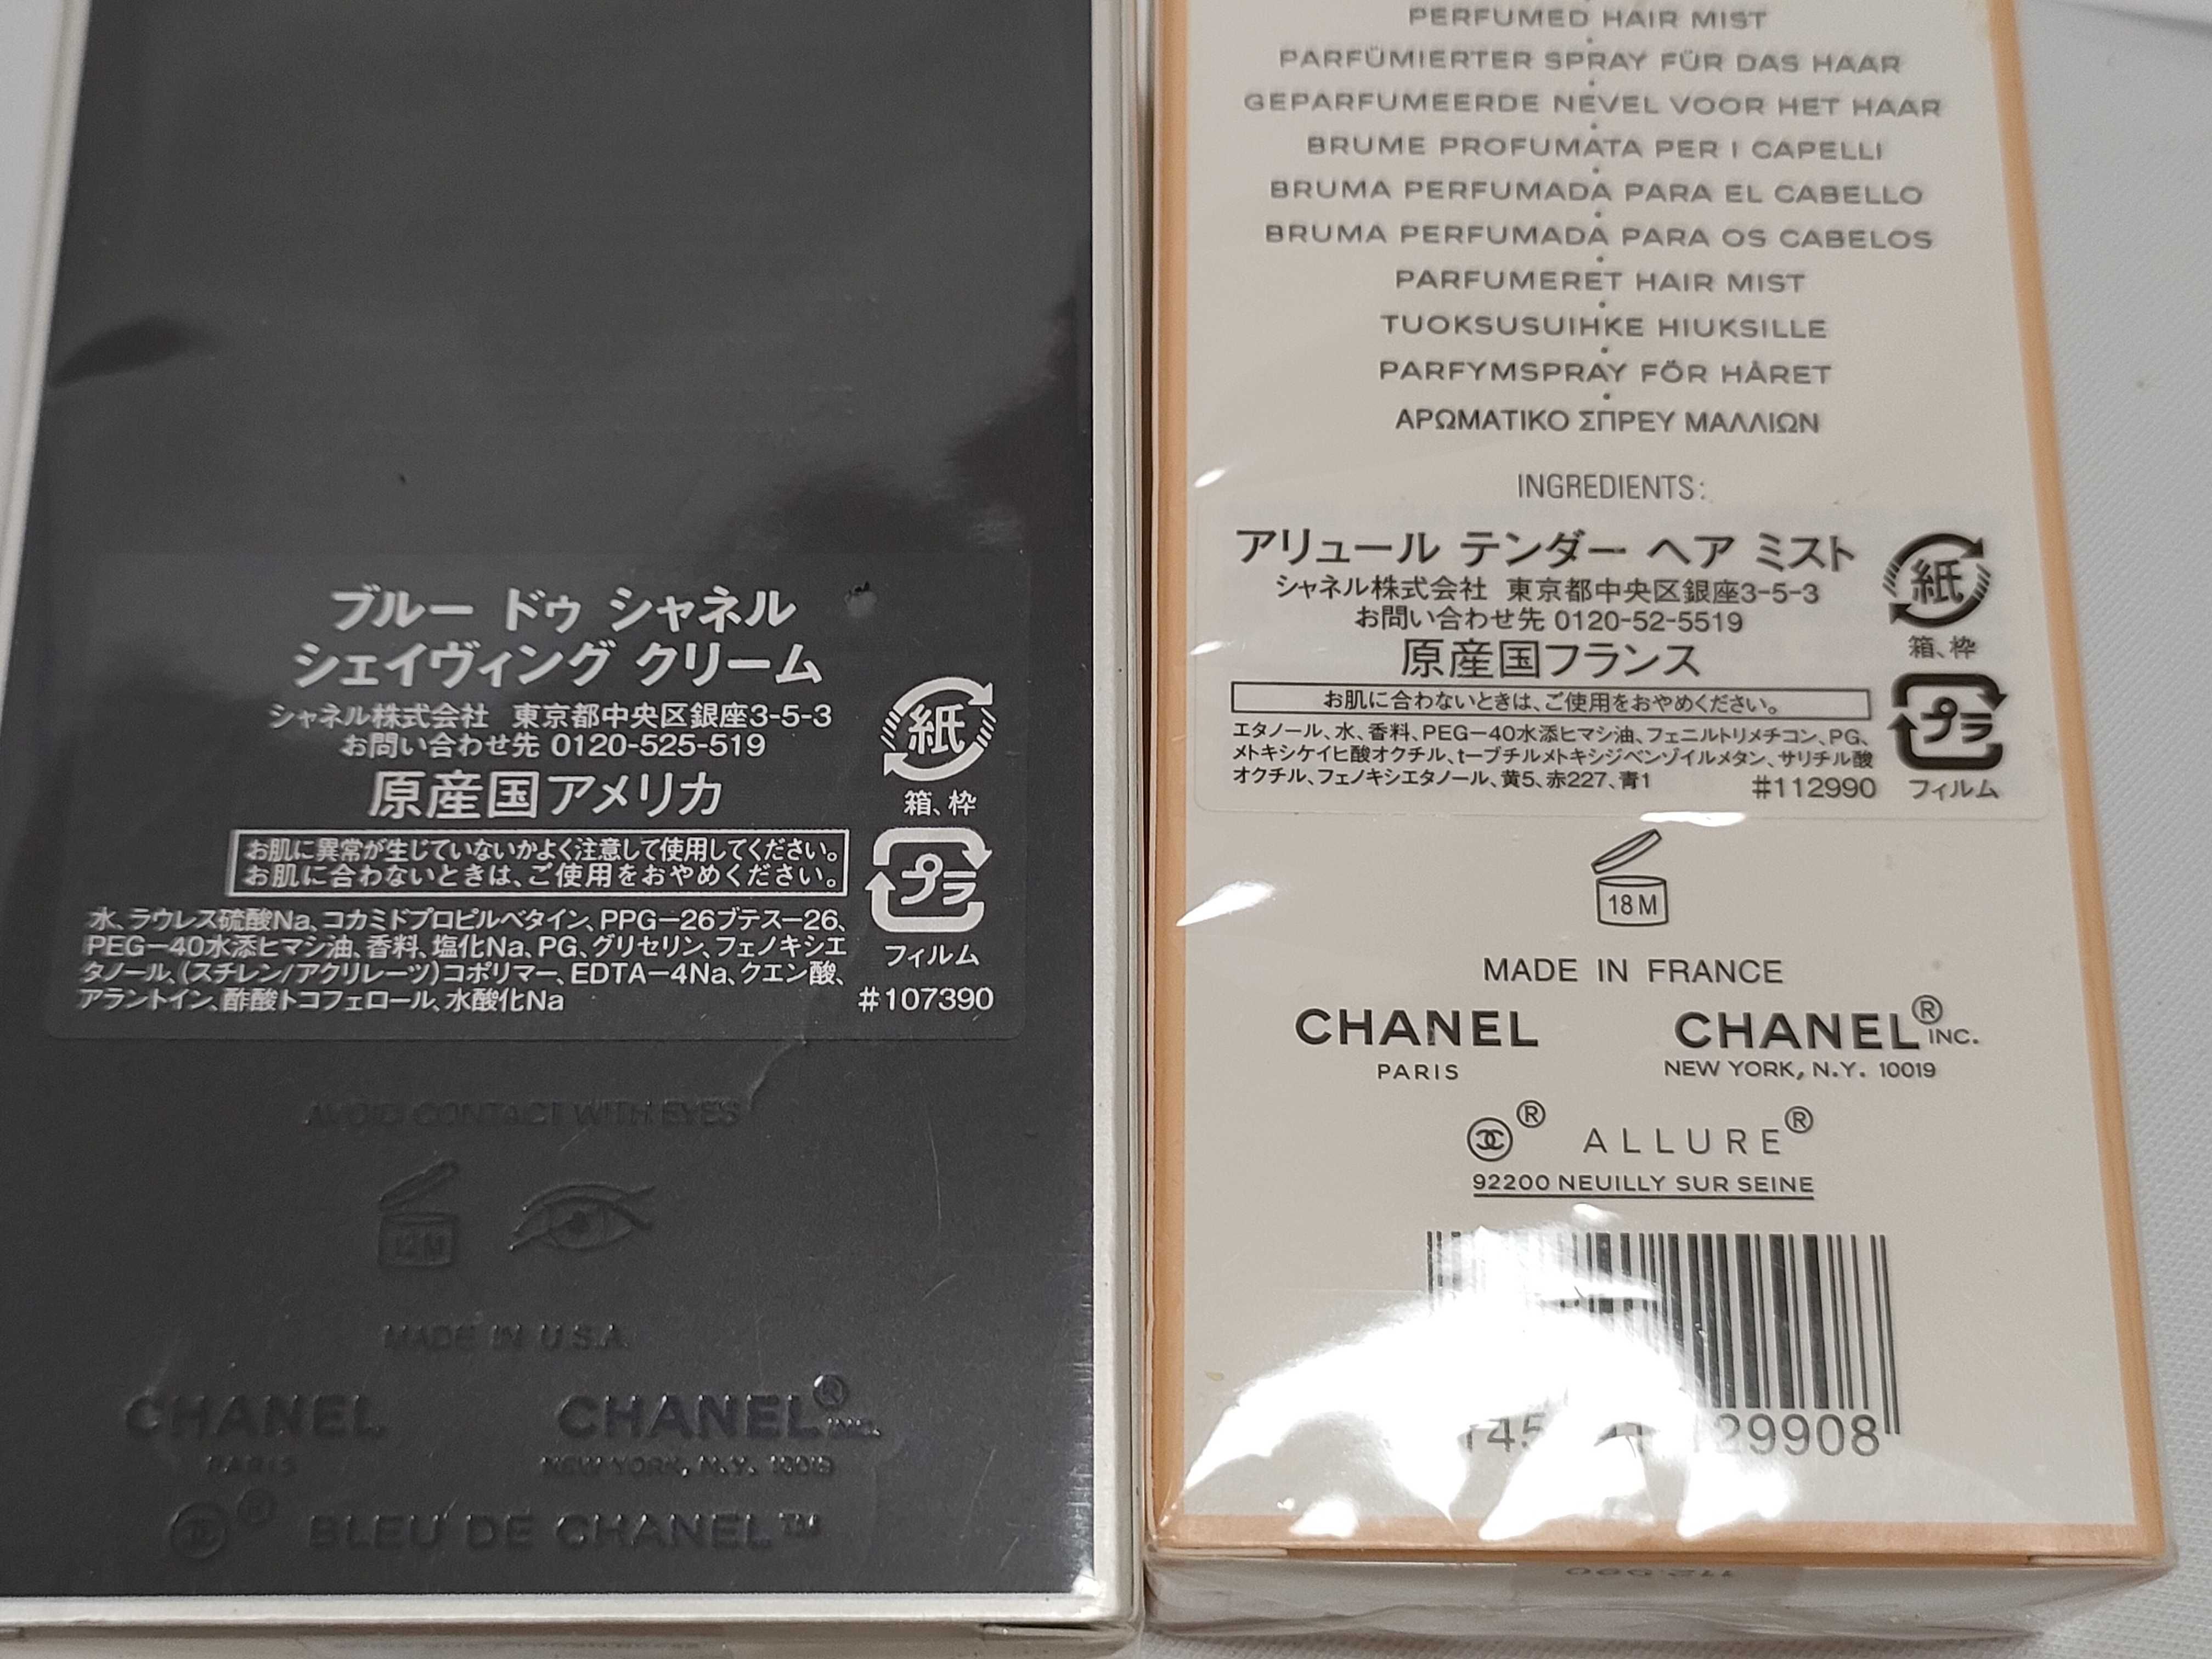 ブルー ドゥ シャネル
シェイヴィング クリーム
シャネル株式会社 東京都中央区銀座3-5-3
お問い合わせ先 0120-525-519
原産国アメリカ
お肌に異常が生じていないかよく注意して使用してください。
お肌に合わないときは、ご使用をおやめください。
水、ラウレス硫酸Na、コカミドプロピルベタイン、PPG-26ブテス-26、
PEG-40水添ヒマシ油、香料、塩化Na、PG、グリセリン、フェノキシエ
タノール、(スチレン/アクリレーツ)コポリマー、EDTA-4Na、クエン酸、
アラントイン、酢酸トコフェロール、水酸化Na
#107390
紙
箱、枠
プラ
フィルム
AVOID CONTACT WITH EYES
12M
MADE IN U.S.A.
CHANEL
PARIS
CHANEL® INC.
NEW YORK, N.Y. 10019
® BLEU DE CHANEL™
PERFUMED HAIR MIST
PARFÜMIERTER SPRAY FÜR DAS HAAR
GEPARFUMEERDE NEVEL VOOR HET HAAR
BRUME PROFUMATA PER I CAPELLI
BRUMA PERFUMADA PARA EL CABELLO
BRUMA PERFUMADA PARA OS CABELOS
PARFUMERET HAIR MIST
TUOKSUSUIHKE HIUKSILLE
PARFYMSPRAY FÖR HÅRET
ΑΡΩΜΑΤΙΚΟ ΣΠΡΕΥ ΜΑΛΛΙΩΝ
INGREDIENTS:
アリュール テンダー ヘア ミスト
シャネル株式会社 東京都中央区銀座3-5-3
お問い合わせ先 0120-52-5519
原産国フランス
お肌に合わないときは、ご使用をおやめください。
エタノール、水、香料、PEG-40水添ヒマシ油、フェニルトリメチコン、PG、
メトキシケイヒ酸オクチル、t-ブチルメトキシジベンゾイルメタン、サリチル酸
オクチル、フェノキシエタノール、黄5、赤227、青1
#112990
紙
箱、枠
プラ
フィルム
18M
MADE IN FRANCE
CHANEL
PARIS
CHANEL® INC.
NEW YORK, N.Y. 10019
® ALLURE®
92200 NEUILLY SUR SEINE
29908
112.990